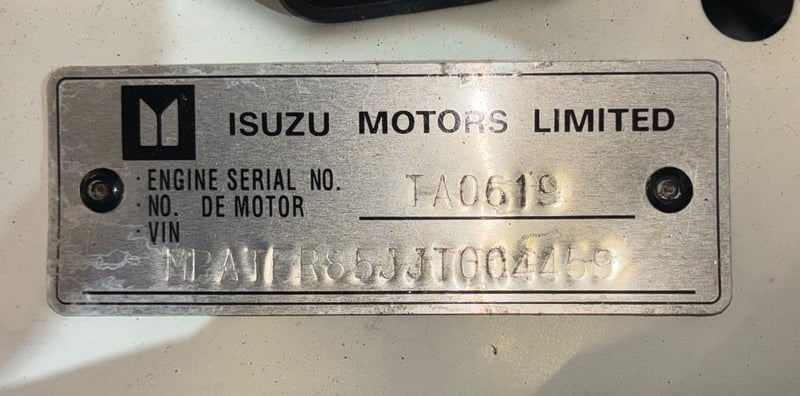 ISUZU MOTORS LIMITED
· ENGINE SERIAL NO. TA0619
· NO. DE MOTOR
· VIN
MPATFR85JJT004459